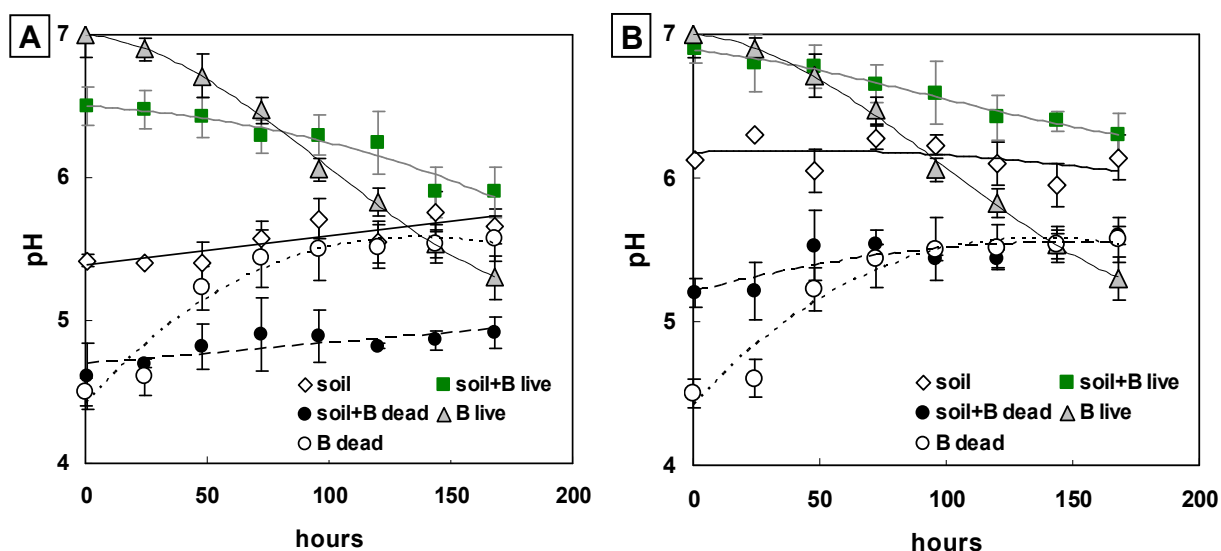 A
7
6
5
4
pH
0
50
100
150
200
hours
soil
soil+B live
soil+B dead
B live
B dead
B
7
6
5
4
pH
0
50
100
150
200
hours
soil
soil+B live
soil+B dead
B live
B dead